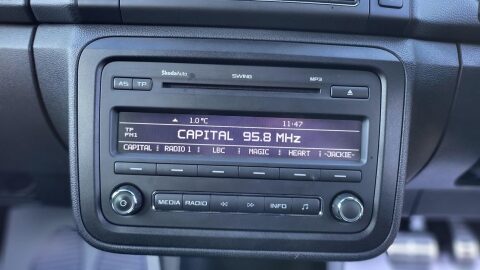 ŠkodaAuto SWING MP3
AS TP
1.0°C 11:47
TP
FM1
CAPITAL 95.8 MHz
CAPITAL RADIO 1 LBC MAGIC HEART -JACKIE-
MEDIA RADIO INFO